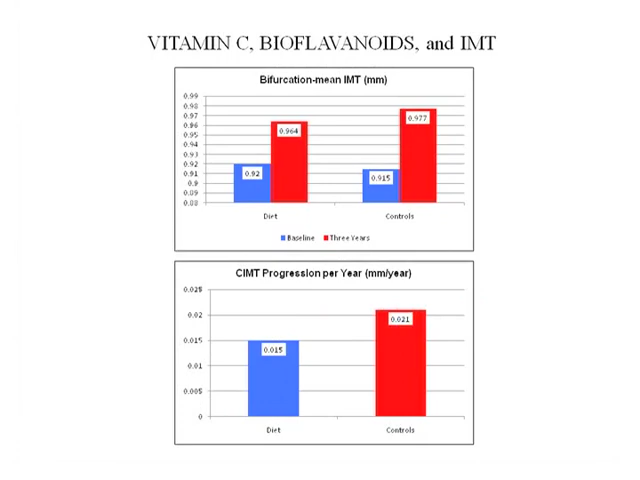 VITAMIN C, BIOFLAVANOIDS, and IMT
Bifurcation-mean IMT (mm)
0.99
0.98
0.97
0.96
0.95
0.94
0.93
0.92
0.91
0.9
0.89
0.88
0.92
0.964
0.915
0.977
Diet
Controls
Baseline
Three Years
CIMT Progression per Year (mm/year)
0.025
0.02
0.015
0.01
0.005
0
0.015
0.021
Diet
Controls